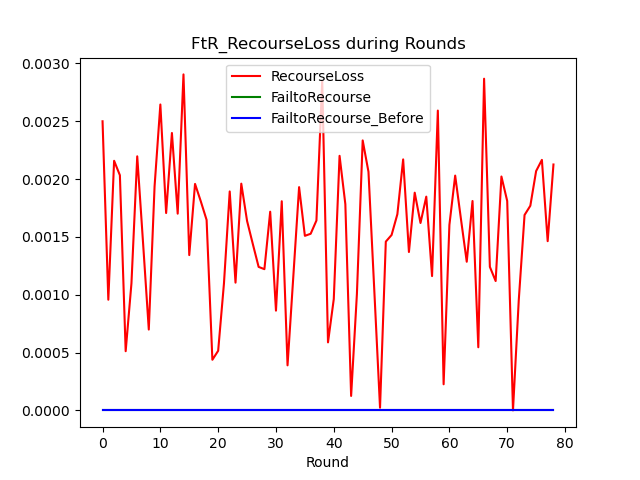 FtR_RecourseLoss during Rounds
RecourseLoss
FailtoRecourse
FailtoRecourse_Before
0.0030
0.0025
0.0020
0.0015
0.0010
0.0005
0.0000
0 10 20 30 40 50 60 70 80
Round